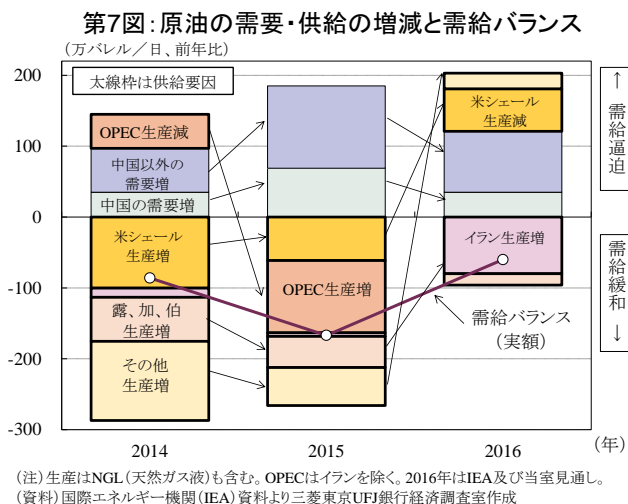 第7図：原油の需要・供給の増減と需給バランス
（万バレル／日、前年比）
太線枠は供給要因
200
100
0
-100
-200
-300
OPEC生産減
中国以外の
需要増
中国の需要増
米シェール
生産増
露、加、伯
生産増
その他
生産増
OPEC生産増
米シェール
生産減
イラン生産増
需給バランス
（実額）
↑ 需給逼迫
需給緩和 ↓
2014
2015
2016
（年）
（注）生産はNGL（天然ガス液）も含む。OPECはイランを除く。2016年はIEA及び当室見通し。
（資料）国際エネルギー機関（IEA）資料より三菱東京UFJ銀行経済調査室作成